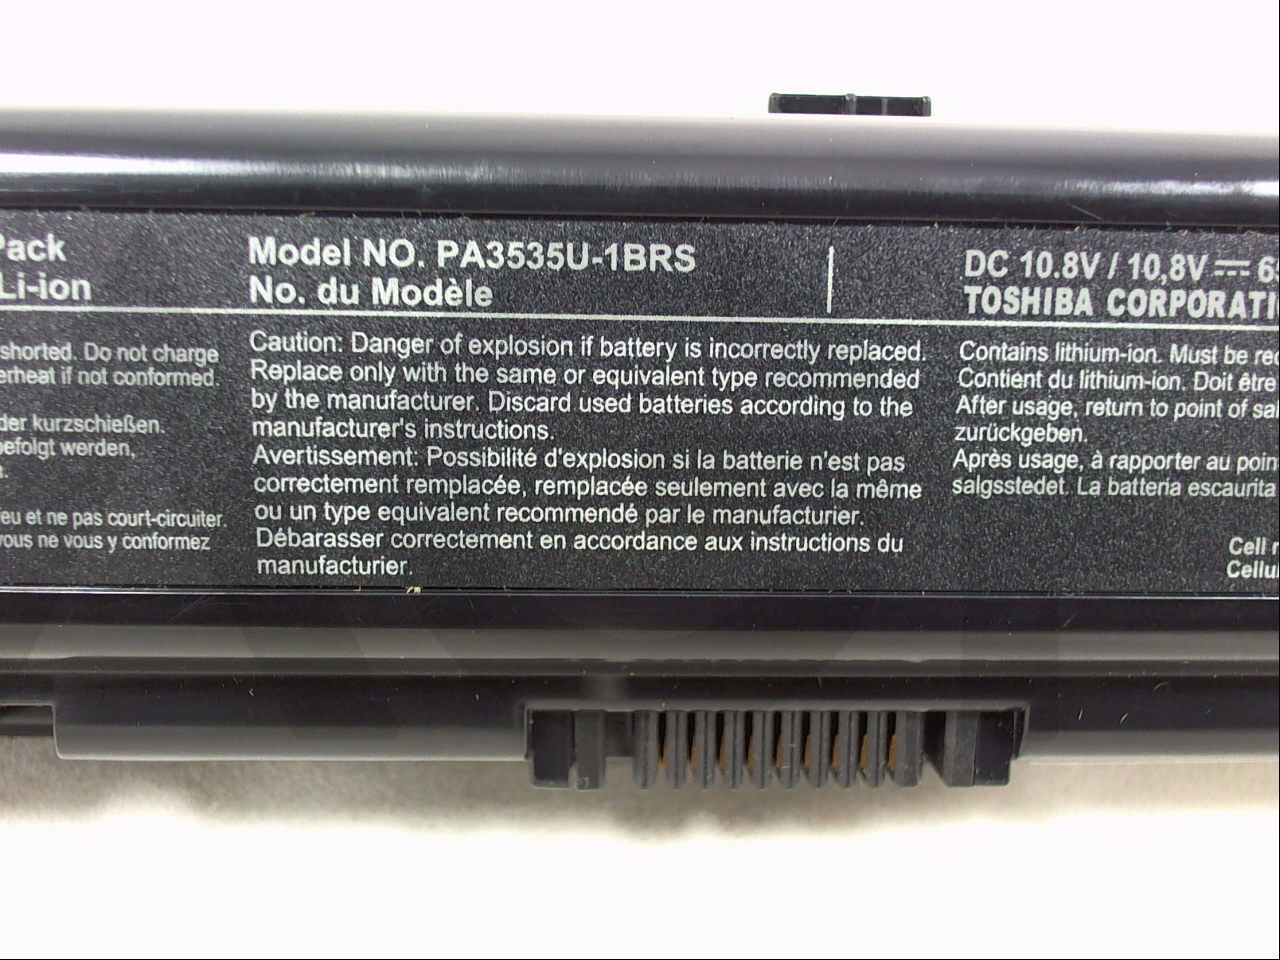 Pack
Li-ion
Model NO. PA3535U-1BRS
No. du Modèle
DC 10.8V / 10,8V
TOSHIBA
shorted. Do not charge
if not conformed.
der kurzschießen.
werden,
feu et ne pas court-circuiter.
vous ne vous y conformez
Caution: Danger of explosion if battery is incorrectly replaced.
Replace only with the same or equivalent type recommended
by the manufacturer. Discard used batteries according to the
manufacturer's instructions.
Avertissement: Possibilité d'explosion si la batterie n'est pas
correctement remplacée, remplacée seulement avec la même
ou un type equivalent recommendé par le manufacturier.
Débarasser correctement en accordance aux instructions du
manufacturier.
Contains lithium-ion. Must be
Contient du lithium-ion. Doit être
After usage, return to point of
zurückgeben.
Après usage, à rapporter au
salgsstedet. La batteria escaurita
Cell